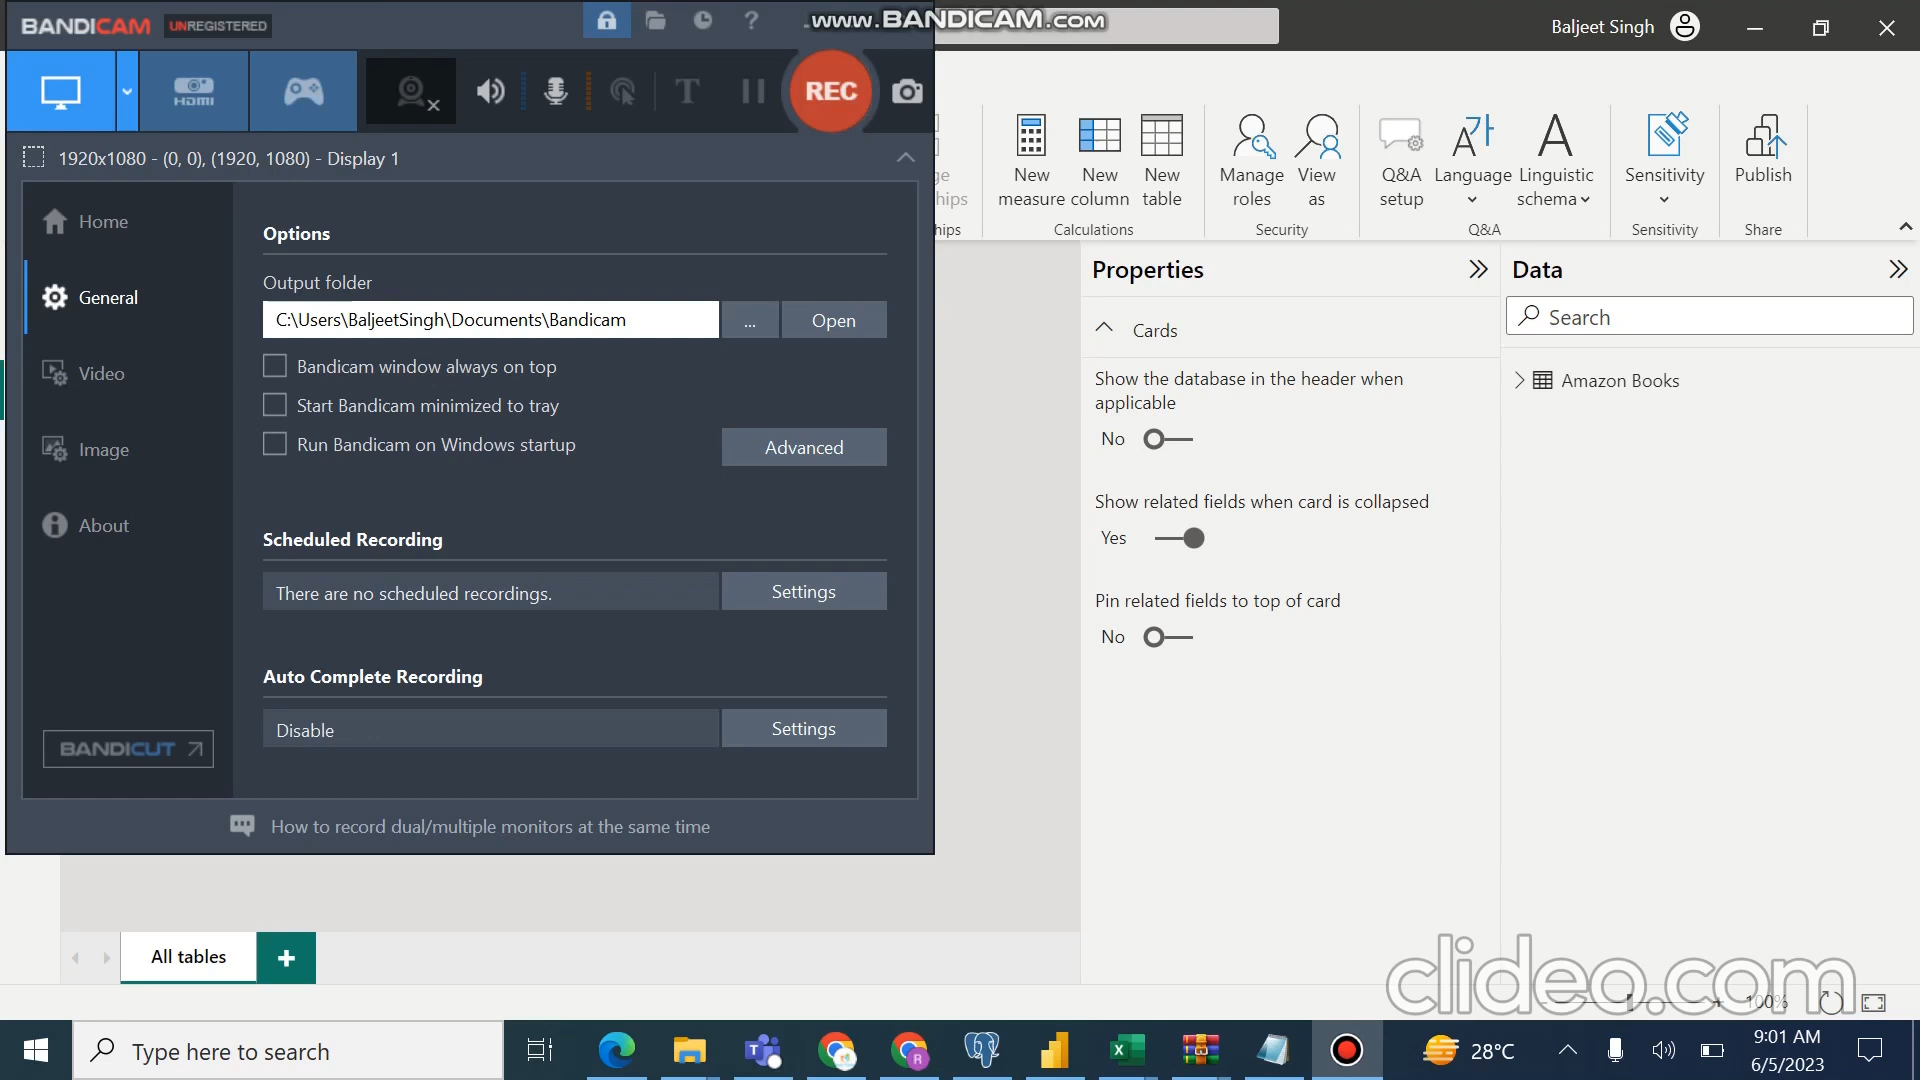 BANDICAM UNREGISTERED
www.BANDICAM.com
Baljeet Singh
HDMI
REC
1920x1080 - (0, 0), (1920, 1080) - Display 1
Home
General
Video
Image
About
BANDICUT
Options
Output folder
C:\Users\BaljeetSingh\Documents\Bandicam
...
Open
Bandicam window always on top
Start Bandicam minimized to tray
Run Bandicam on Windows startup
Advanced
Scheduled Recording
There are no scheduled recordings.
Settings
Auto Complete Recording
Disable
Settings
How to record dual/multiple monitors at the same time
New
measure
New
column
New
table
Calculations
Manage
roles
View
as
Security
Q&A
setup
Language
Linguistic
schema
Q&A
Sensitivity
Sensitivity
Publish
Share
Properties
Cards
Show the database in the header when
applicable
No
Show related fields when card is collapsed
Yes
Pin related fields to top of card
No
Data
Search
Amazon Books
All tables
clideo.com
100%
Type here to search
28°C
9:01 AM
6/5/2023